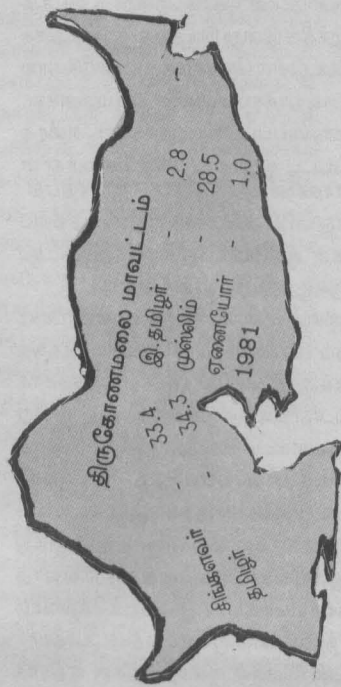 திருகோணமலை மாவட்டம்
சிங்களவர் - 33.4 இ.தமிழர் - 2.8
தமிழர் - 34.3 முஸ்லிம் - 28.5
ஏனையோர் - 1.0
1981